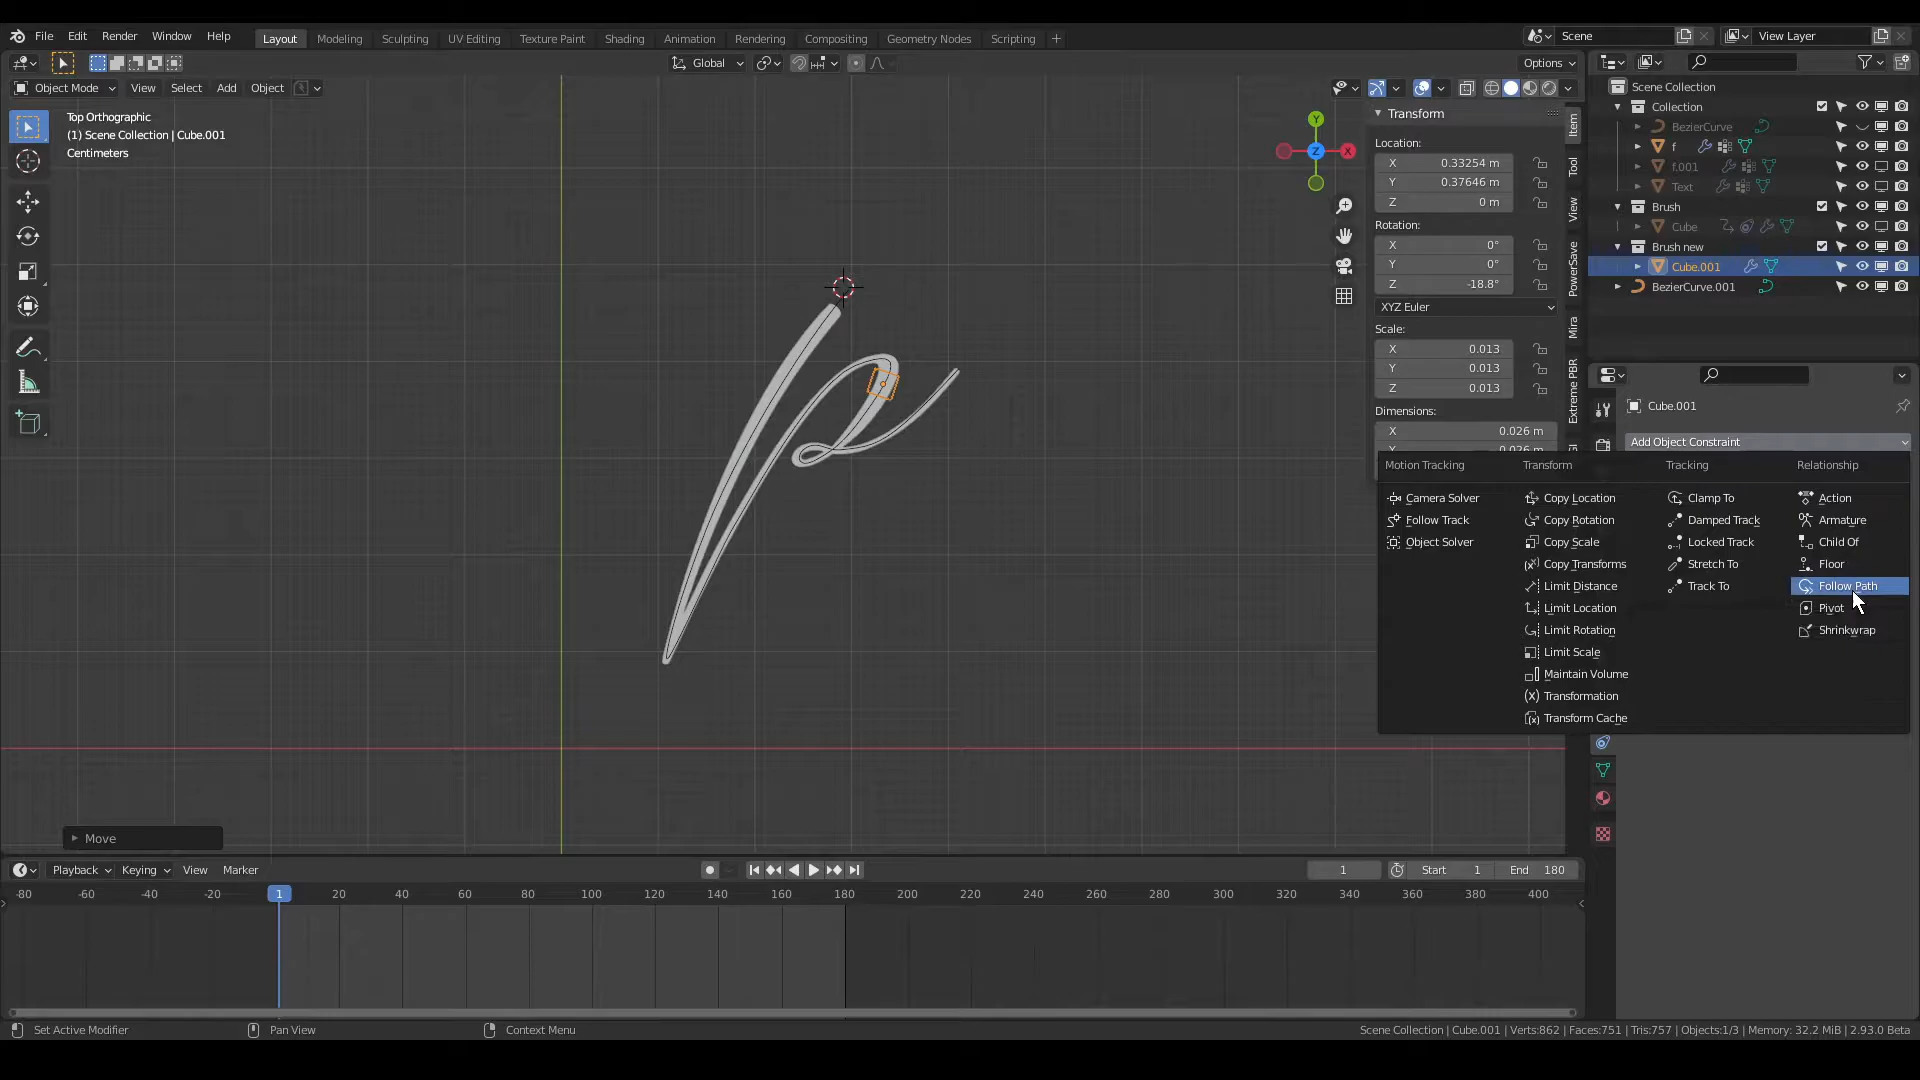 File Edit Render Window Help Layout Modeling Sculpting UV Editing Texture Paint Shading Animation Rendering Compositing Geometry Nodes Scripting Scene View Layer
Global Options
Object Mode View Select Add Object
Top Orthographic
(1) Scene Collection | Cube.001
Centimeters
Y
Z
X
Transform
Location:
X 0.33254 m
Y 0.37646 m
Z 0 m
Rotation:
X 0°
Y 0°
Z -18.8°
XYZ Euler
Scale:
X 0.013
Y 0.013
Z 0.013
Dimensions:
X 0.026 m
Item
Tool
View
PowerSave
Mira
Extreme PBR
Scene Collection
Collection
BezierCurve
f
f.001
Text
Brush
Cube
Brush new
Cube.001
BezierCurve.001
Cube.001
Add Object Constraint
Motion Tracking Transform Tracking Relationship
Camera Solver Copy Location Clamp To Action
Follow Track Copy Rotation Damped Track Armature
Object Solver Copy Scale Locked Track Child Of
Copy Transforms Stretch To Floor
Limit Distance Track To Follow Path
Limit Location Pivot
Limit Rotation Shrinkwrap
Limit Scale
Maintain Volume
Transformation
Transform Cache
Move
Playback Keying View Marker 1 Start 1 End 180
-80 -60 -40 -20 1 20 40 60 80 100 120 140 160 180 200 220 240 260 280 300 320 340 360 380 400
Set Active Modifier Pan View Context Menu Scene Collection | Cube.001 | Verts:862 | Faces:751 | Tris:757 | Objects:1/3 | Memory: 32.2 MiB | 2.93.0 Beta